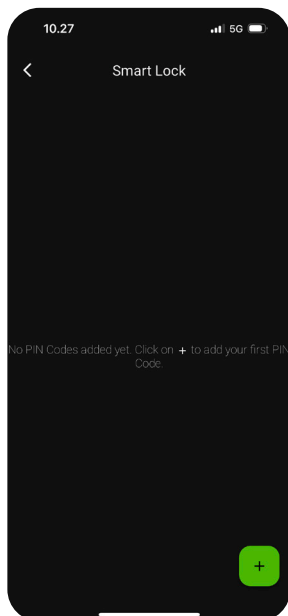 10.27 5G
Smart Lock
No PIN Codes added yet. Click on + to add your first PIN
Code.
+